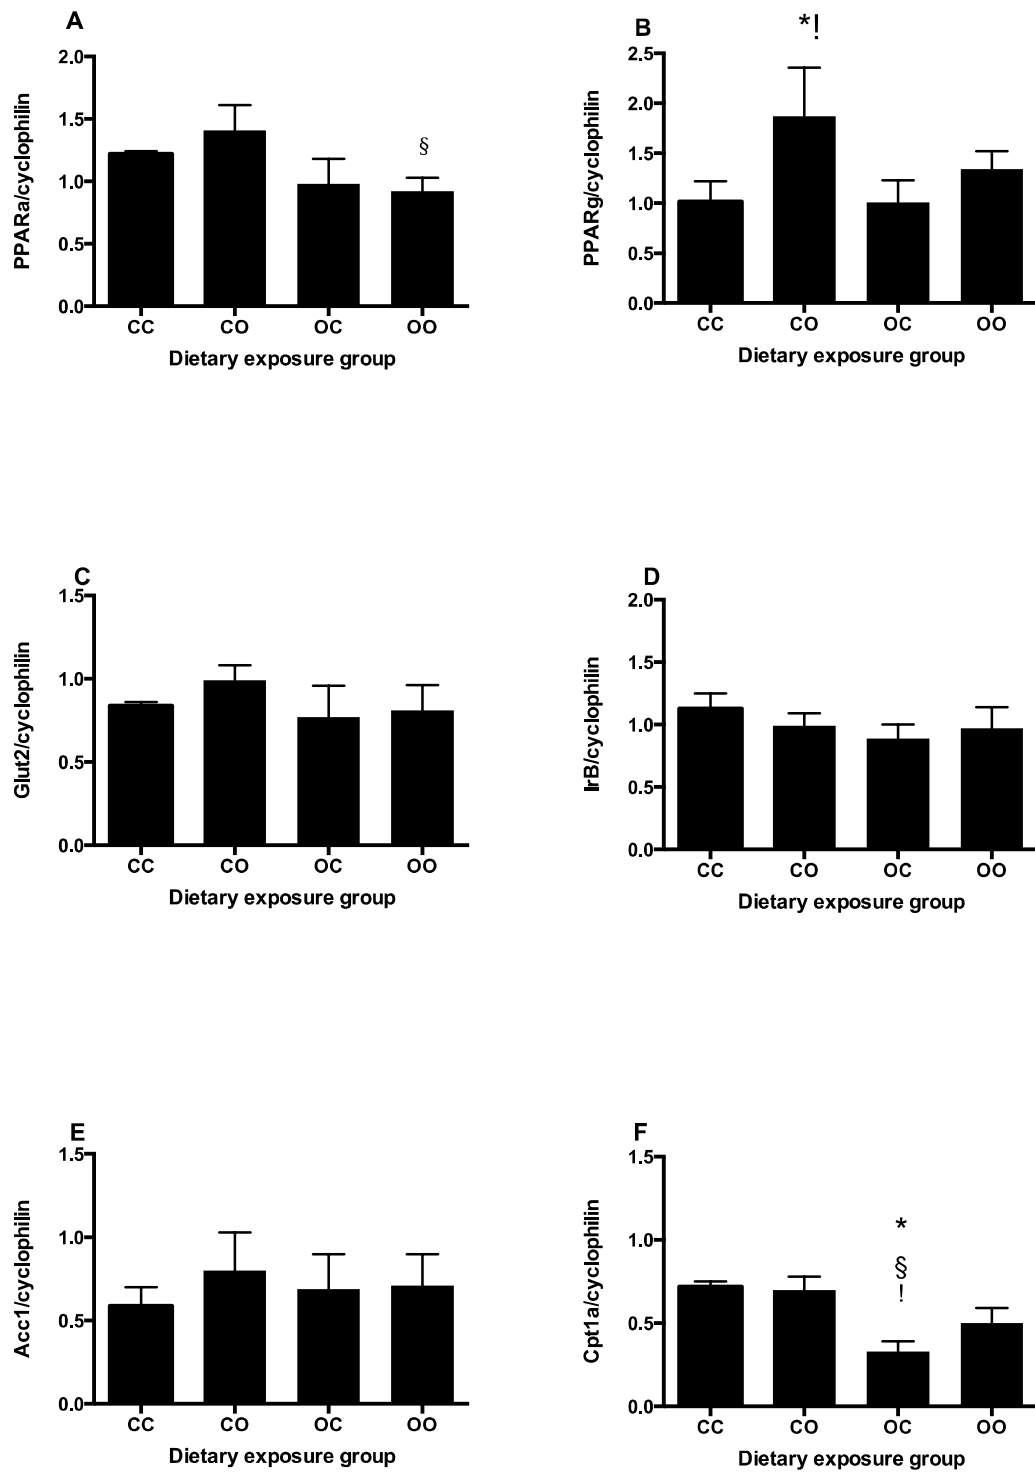 A
PPARa/cyclophilin
2.0
1.5
§
1.0
0.5
0.0
CC CO OC OO
Dietary exposure group
B
*!
PPARg/cyclophilin
2.5
2.0
1.5
1.0
0.5
0.0
CC CO OC OO
Dietary exposure group
C
Glut2/cyclophilin
1.5
1.0
0.5
0.0
CC CO OC OO
Dietary exposure group
D
IrB/cyclophilin
2.0
1.5
1.0
0.5
0.0
CC CO OC OO
Dietary exposure group
E
Acc1/cyclophilin
1.5
1.0
0.5
0.0
CC CO OC OO
Dietary exposure group
F
Cpt1a/cyclophilin
1.5
*
1.0
§
!
0.5
0.0
CC CO OC OO
Dietary exposure group